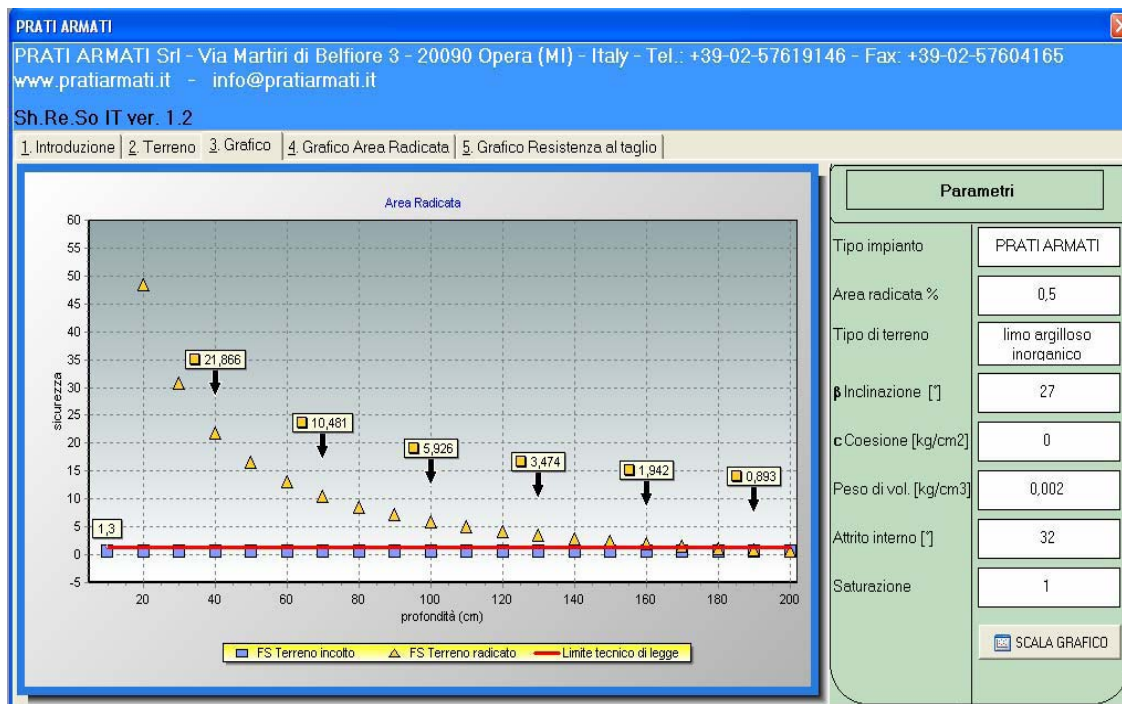 PRATI ARMATI
PRATI ARMATI Srl - Via Martiri di Belfiore 3 - 20090 Opera (MI) - Italy - Tel.: +39-02-57619146 - Fax: +39-02-57604165
www.pratiarmati.it - info@pratiarmati.it
Sh.Re.So IT ver. 1.2
1. Introduzione 2. Terreno 3. Grafico 4. Grafico Area Radicata 5. Grafico Resistenza al taglio
Area Radicata
sicurezza
60
55
50
45
40
35
30
25
20
15
10
5
0
-5
1,3
21,866
10,481
5,926
3,474
1,942
0,893
20 40 60 80 100 120 140 160 180 200
profondità (cm)
FS Terreno incolto FS Terreno radicato Limite tecnico di legge
Parametri
Tipo impianto PRATI ARMATI
Area radicata % 0,5
Tipo di terreno limo argilloso
inorganico
β Inclinazione [°] 27
c Coesione [kg/cm2] 0
Peso di vol. [kg/cm3] 0,002
Attrito interno [°] 32
Saturazione 1
SCALA GRAFICO